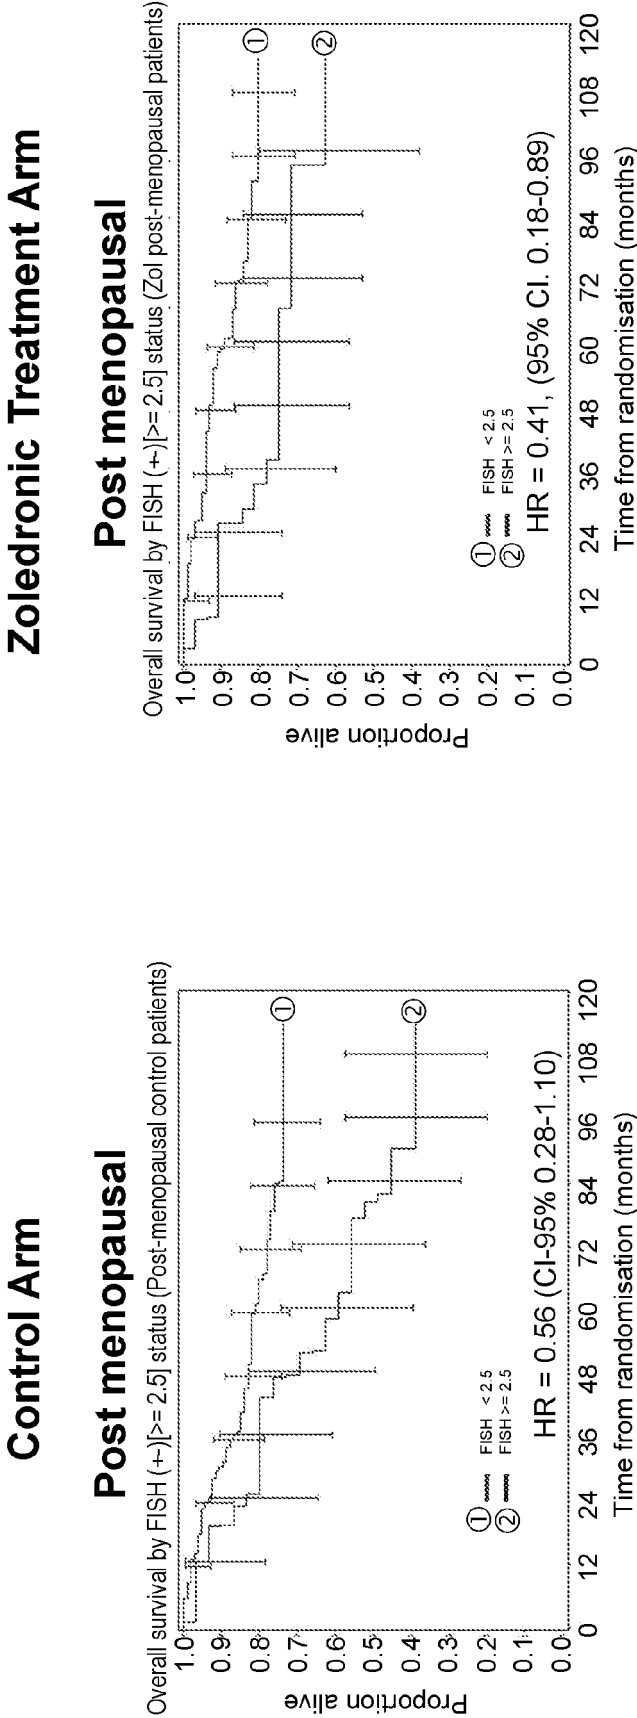 Control Arm
Post menopausal
Overall survival by FISH (+-)[>= 2.5] status (Post-menopausal control patients)
Proportion alive
1.0
0.9
0.8
0.7
0.6
0.5
0.4
0.3
0.2
0.1
0.0
①
②
① FISH < 2.5
② FISH >= 2.5
HR = 0.56 (CI-95% 0.28-1.10)
0 12 24 36 48 60 72 84 96 108 120
Time from randomisation (months)
Zoledronic Treatment Arm
Post menopausal
Overall survival by FISH (+-)[>= 2.5] status (Zol post-menopausal patients)
Proportion alive
1.0
0.9
0.8
0.7
0.6
0.5
0.4
0.3
0.2
0.1
0.0
①
②
① FISH < 2.5
② FISH >= 2.5
HR = 0.41, (95% CI. 0.18-0.89)
0 12 24 36 48 60 72 84 96 108 120
Time from randomisation (months)